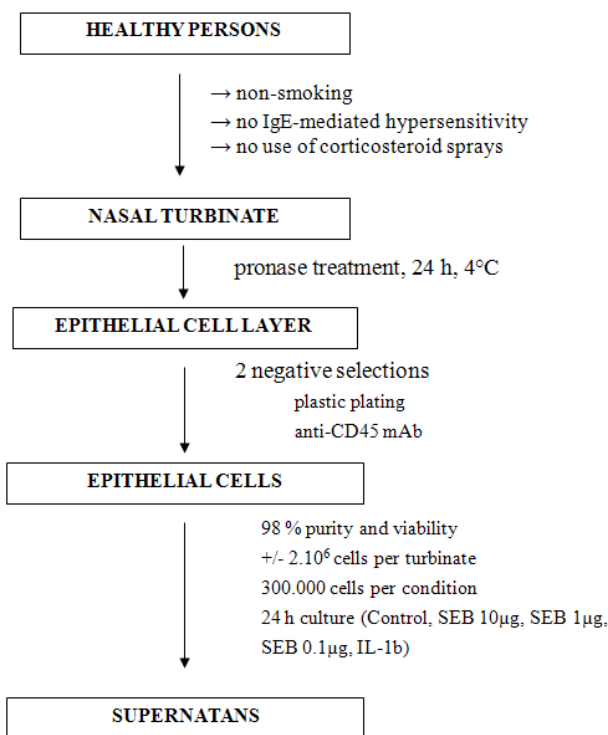 HEALTHY PERSONS
→ non-smoking
→ no IgE-mediated hypersensitivity
→ no use of corticosteroid sprays
NASAL TURBINATE
pronase treatment, 24 h, 4°C
EPITHELIAL CELL LAYER
2 negative selections
plastic plating
anti-CD45 mAb
EPITHELIAL CELLS
98 % purity and viability
+/- 2.10⁶ cells per turbinate
300.000 cells per condition
24 h culture (Control, SEB 10µg, SEB 1µg,
SEB 0.1µg, IL-1b)
SUPERNATANS